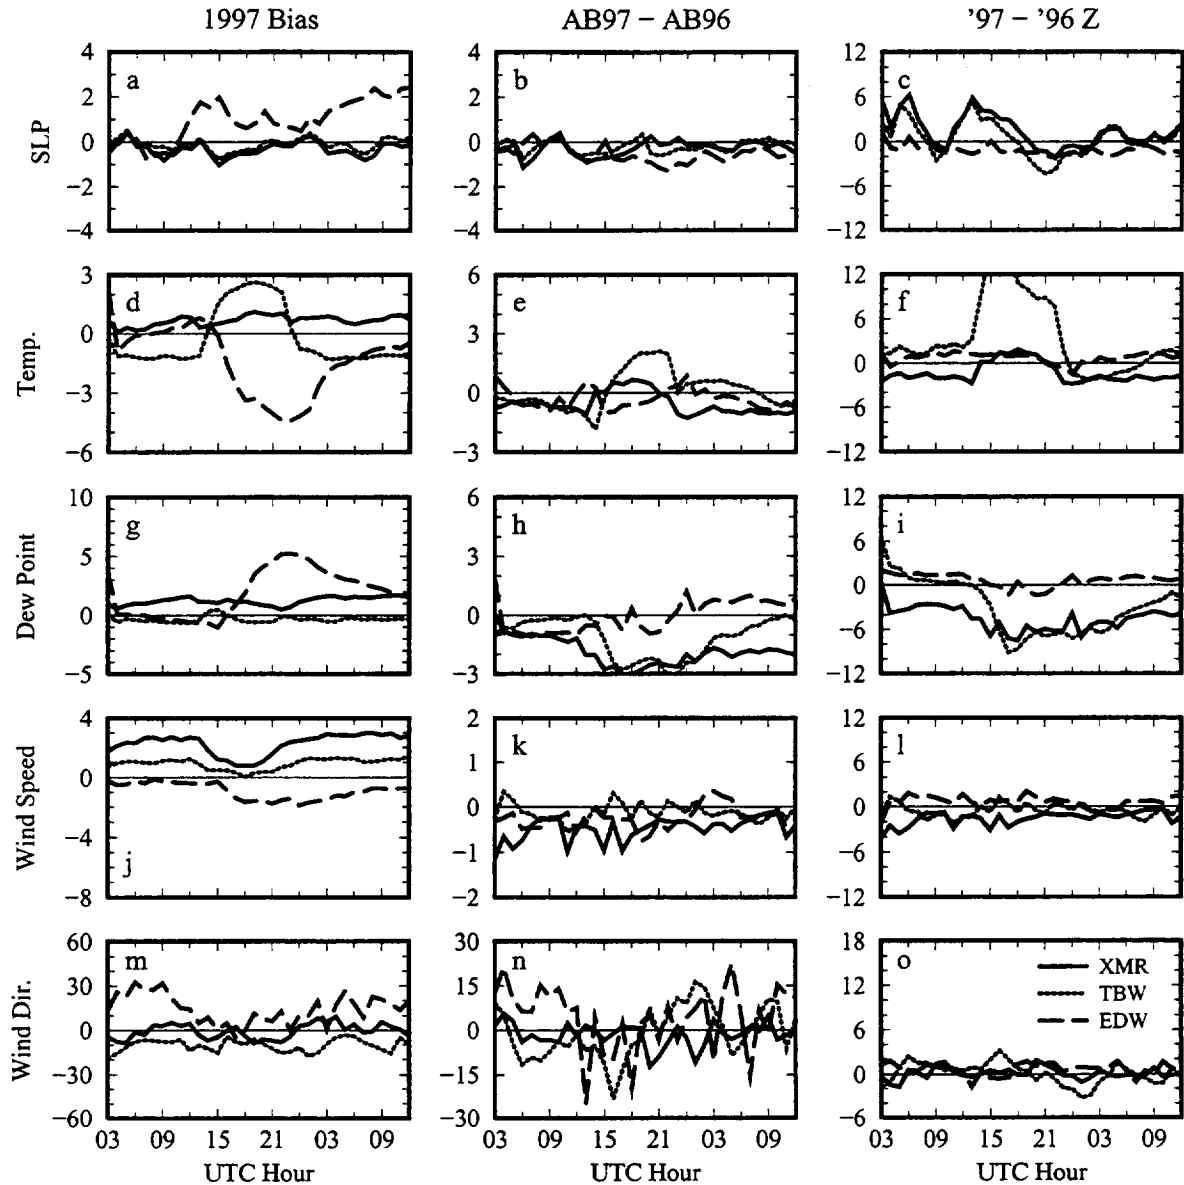 1997 Bias AB97 − AB96 ’97 − ’96 Z
SLP
4 2 0 −2 −4
a
4 2 0 −2 −4
b
12 6 0 −6 −12
c
Temp.
3 0 −3 −6
d
6 3 0 −3
e
12 6 0 −6 −12
f
Dew Point
10 5 0 −5
g
6 3 0 −3
h
12 6 0 −6 −12
i
Wind Speed
4 0 −4 −8
j
2 1 0 −1 −2
k
12 6 0 −6 −12
l
Wind Dir.
60 30 0 −30 −60
m
30 15 0 −15 −30
n
18 12 6 0 −6
o
XMR
TBW
EDW
03 09 15 21 03 09 03 09 15 21 03 09 03 09 15 21 03 09
UTC Hour UTC Hour UTC Hour